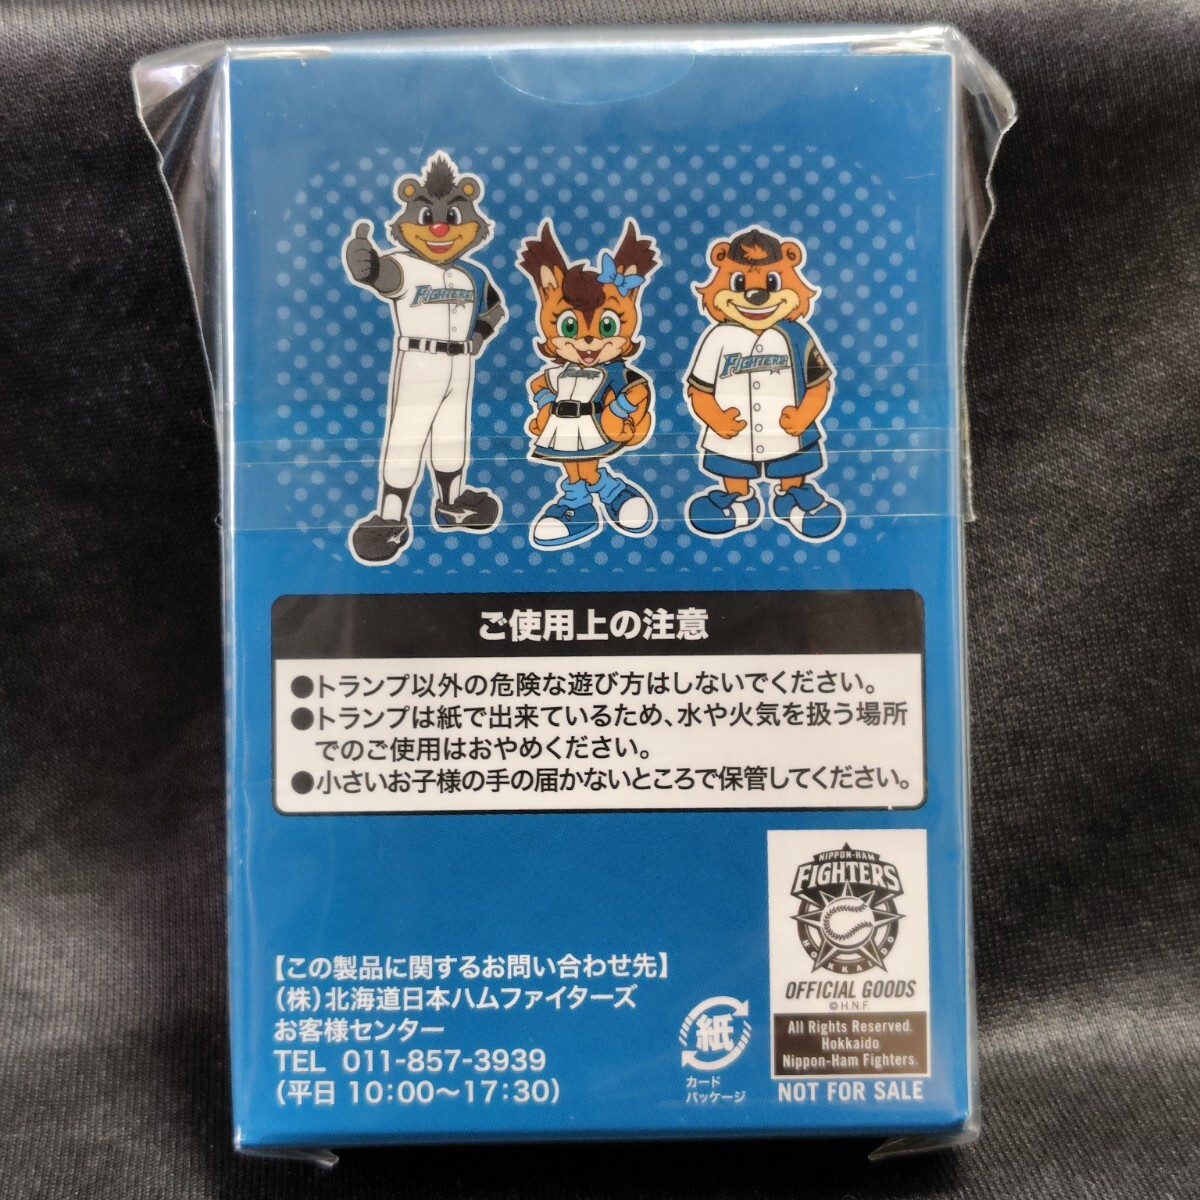 FIGHTERS
FIGHTERS
FIGHTERS
ご使用上の注意
●トランプ以外の危険な遊び方はしないでください。
●トランプは紙で出来ているため、水や火気を扱う場所
でのご使用はおやめください。
●小さいお子様の手の届かないところで保管してください。
【この製品に関するお問い合わせ先】
(株)北海道日本ハムファイターズ
お客様センター
TEL 011-857-3939
(平日 10:00〜17:30)
紙
カード
パッケージ
NIPPON-HAM
FIGHTERS
HOKKAIDO
OFFICIAL GOODS
©H.N.F.
All Rights Reserved.
Hokkaido
Nippon-Ham Fighters.
NOT FOR SALE